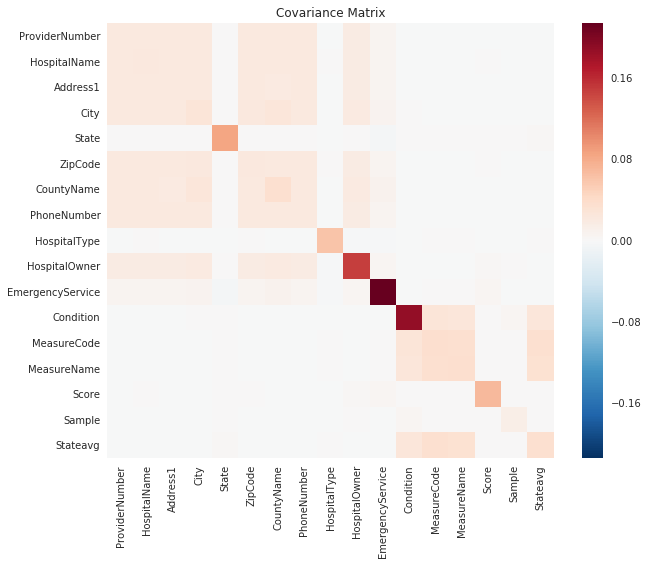 Covariance Matrix
ProviderNumber
HospitalName
Address1
City
State
ZipCode
CountyName
PhoneNumber
HospitalType
HospitalOwner
EmergencyService
Condition
MeasureCode
MeasureName
Score
Sample
Stateavg
ProviderNumber
HospitalName
Address1
City
State
ZipCode
CountyName
PhoneNumber
HospitalType
HospitalOwner
EmergencyService
Condition
MeasureCode
MeasureName
Score
Sample
Stateavg
0.16
0.08
0.00
−0.08
−0.16